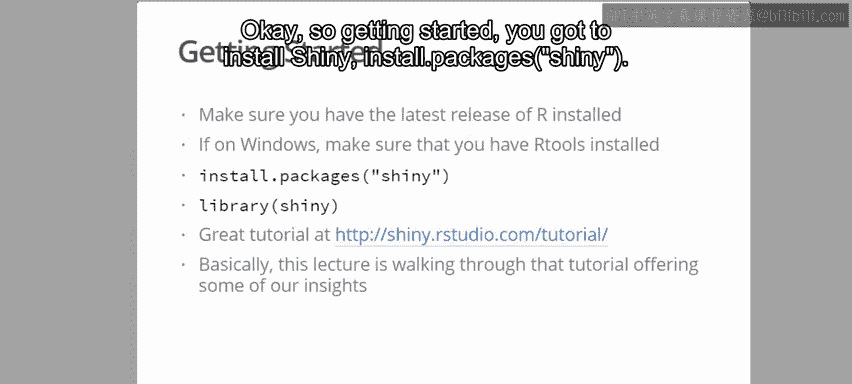 Okay, so getting started, you got to
install Shiny, install.packages("shiny").
Getting Started
· Make sure you have the latest release of R installed
· If on Windows, make sure that you have Rtools installed
· install.packages("shiny")
· library(shiny)
· Great tutorial at http://shiny.rstudio.com/tutorial/
· Basically, this lecture is walking through that tutorial offering
some of our insights